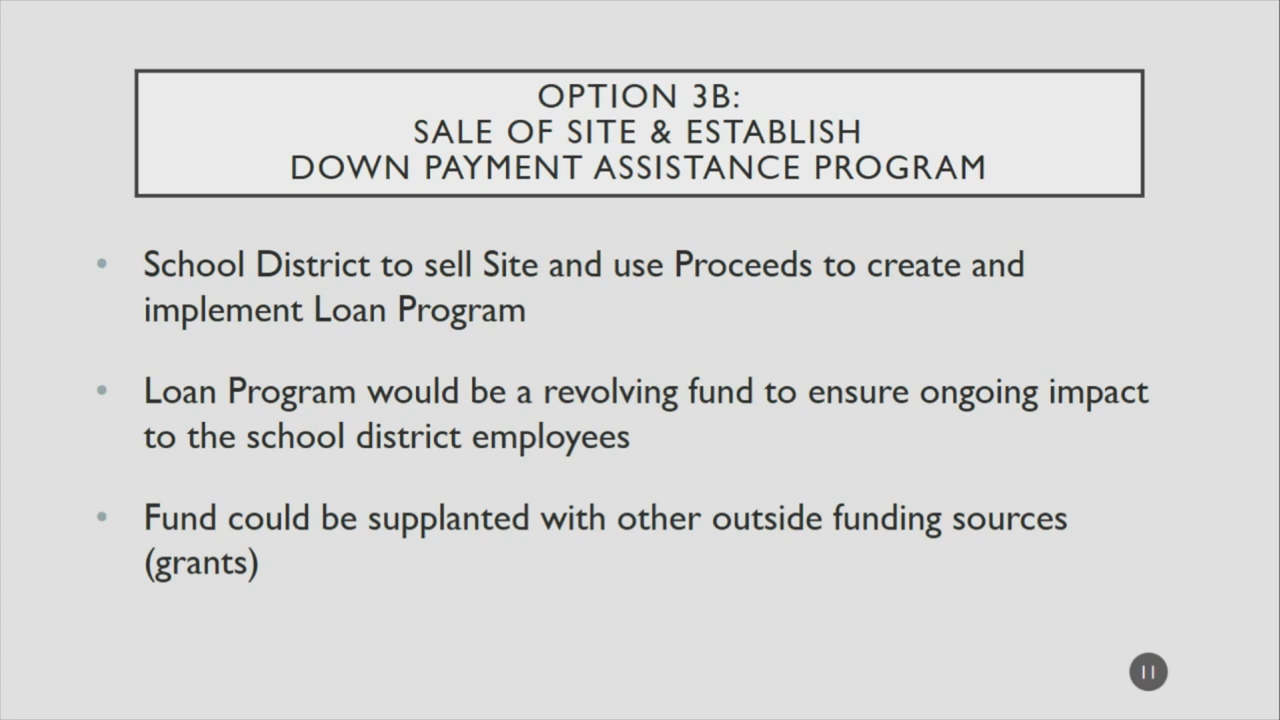 OPTION 3B:
SALE OF SITE & ESTABLISH
DOWN PAYMENT ASSISTANCE PROGRAM
• School District to sell Site and use Proceeds to create and
implement Loan Program
• Loan Program would be a revolving fund to ensure ongoing impact
to the school district employees
• Fund could be supplanted with other outside funding sources
(grants)
11